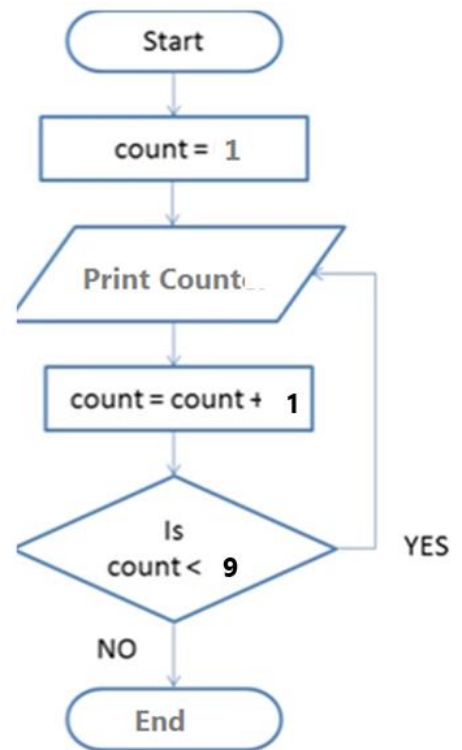 Start
count = 1
Print Count
count = count + 1
Is
count < 9
YES
NO
End